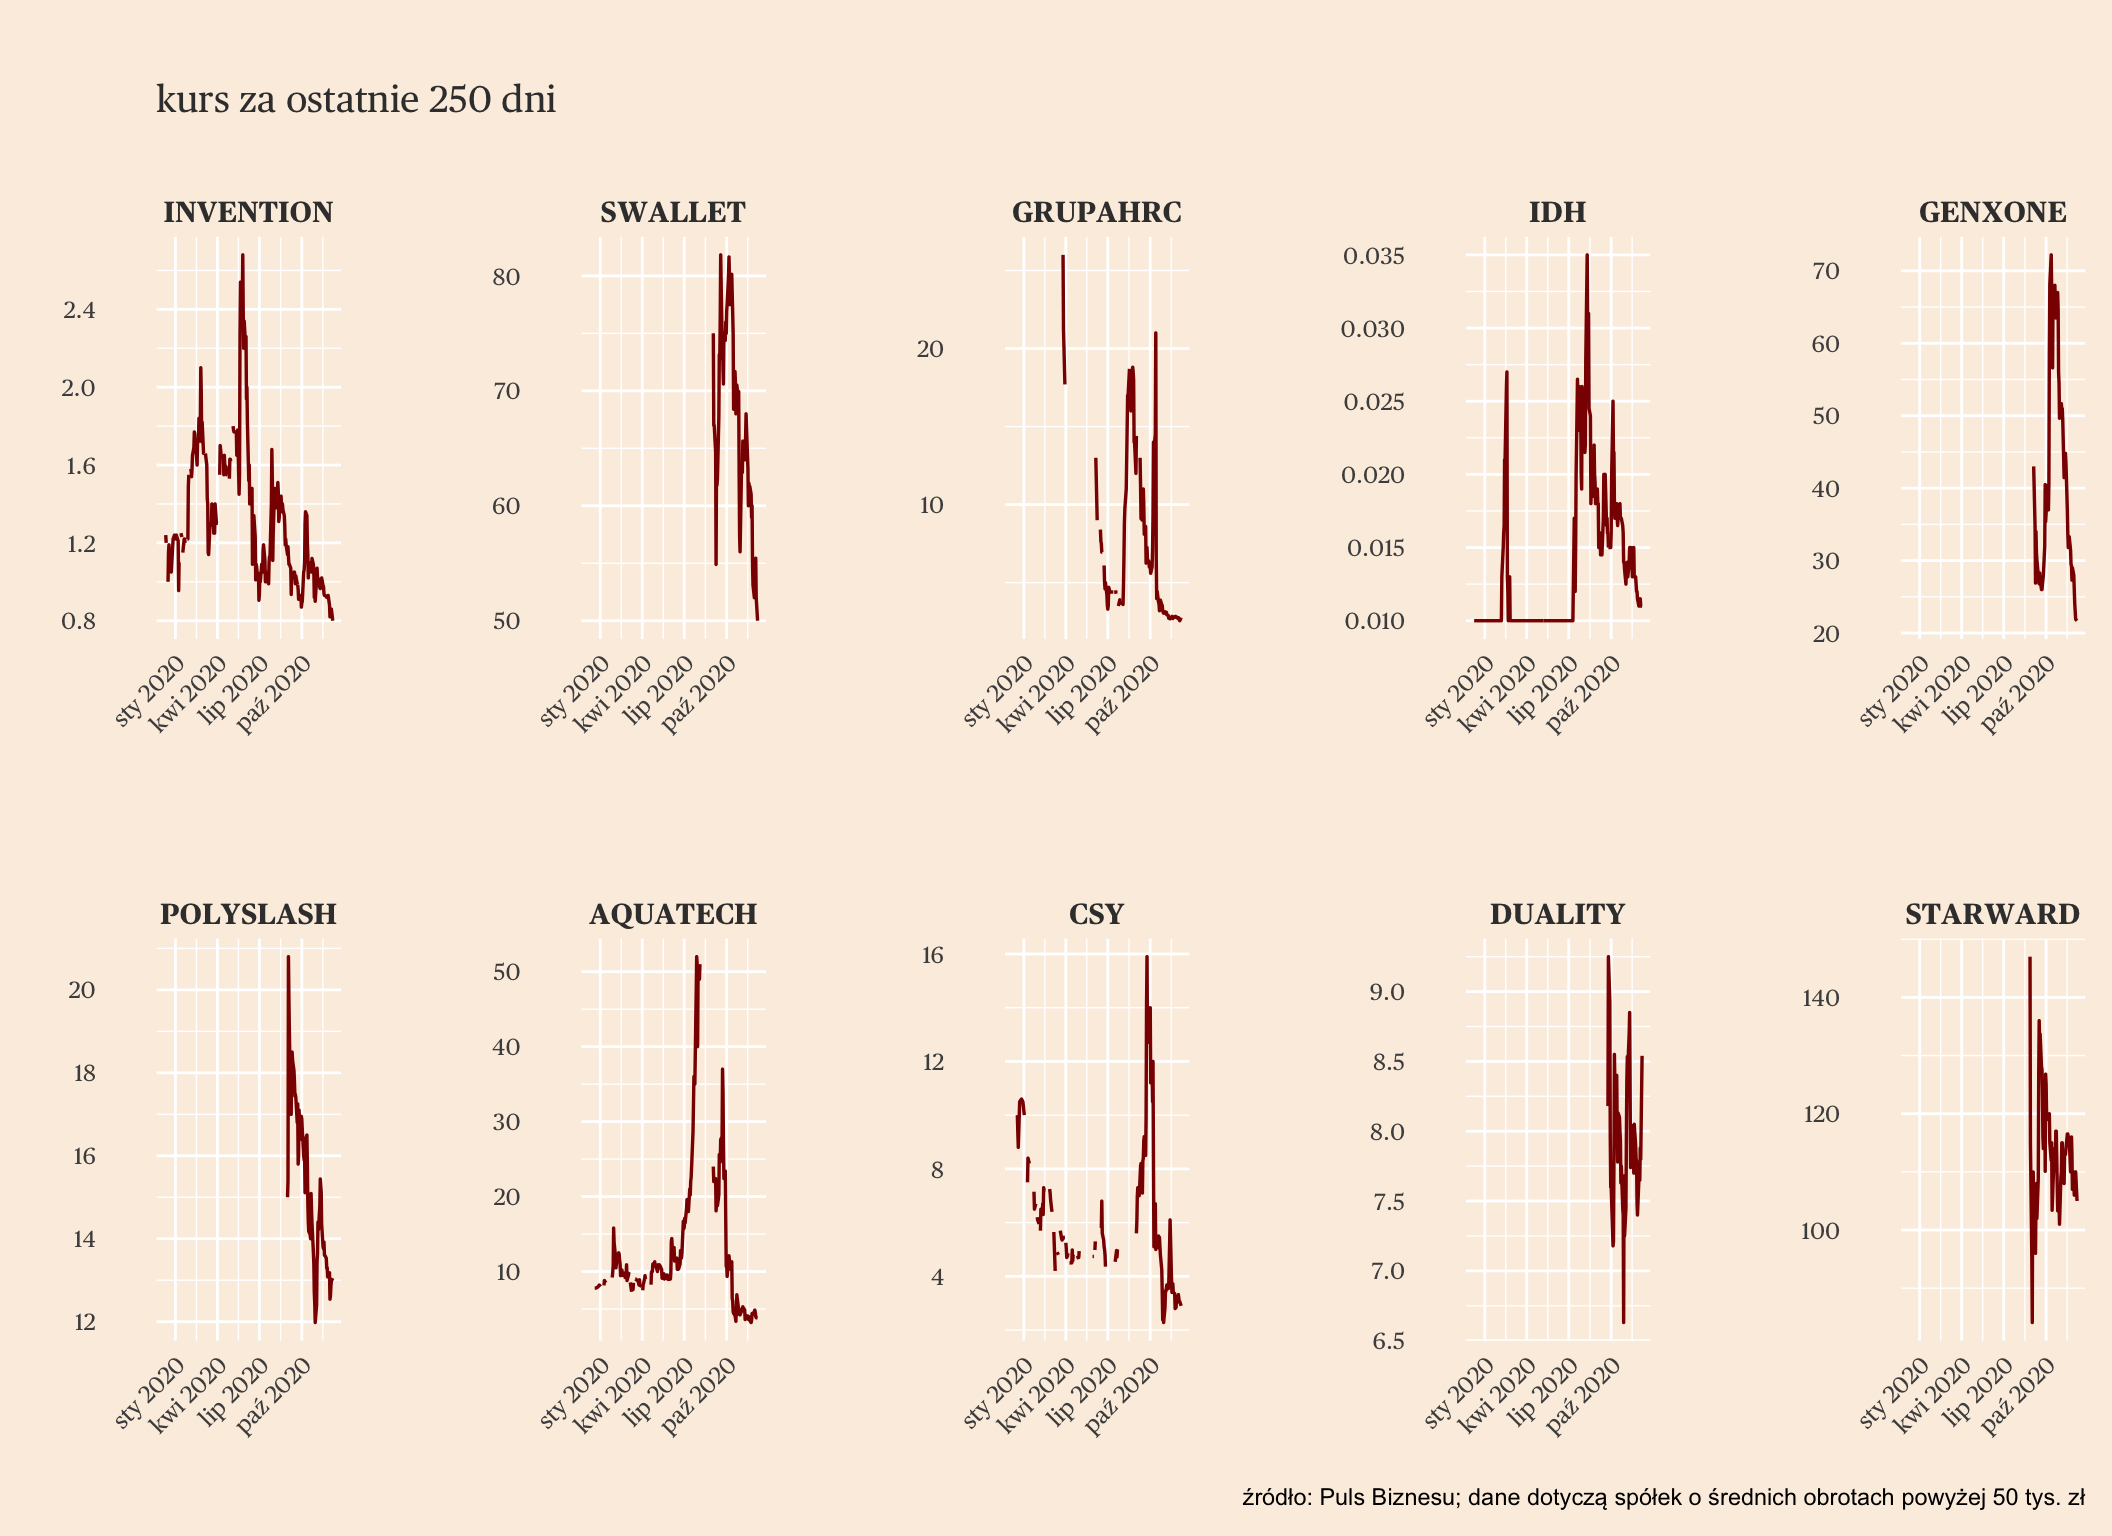 kurs za ostatnie 250 dni
INVENTION
2.4
2.0
1.6
1.2
0.8
sty 2020
kwi 2020
lip 2020
paź 2020
SWALLET
80
70
60
50
sty 2020
kwi 2020
lip 2020
paź 2020
GRUPAHRC
20
10
sty 2020
kwi 2020
lip 2020
paź 2020
IDH
0.035
0.030
0.025
0.020
0.015
0.010
sty 2020
kwi 2020
lip 2020
paź 2020
GENXONE
70
60
50
40
30
20
sty 2020
kwi 2020
lip 2020
paź 2020
POLYSLASH
20
18
16
14
12
sty 2020
kwi 2020
lip 2020
paź 2020
AQUATECH
50
40
30
20
10
sty 2020
kwi 2020
lip 2020
paź 2020
CSY
16
12
8
4
sty 2020
kwi 2020
lip 2020
paź 2020
DUALITY
9.0
8.5
8.0
7.5
7.0
6.5
sty 2020
kwi 2020
lip 2020
paź 2020
STARWARD
140
120
100
sty 2020
kwi 2020
lip 2020
paź 2020
źródło: Puls Biznesu; dane dotyczą spółek o średnich obrotach powyżej 50 tys. zł